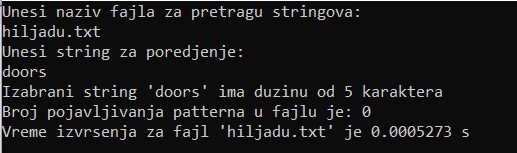 Unesi naziv fajla za pretragu stringova:
hiljadu.txt
Unesi string za poredjenje:
doors
Izabrani string 'doors' ima duzinu od 5 karaktera
Broj pojavljivanja patterna u fajlu je: 0
Vreme izvrsenja za fajl 'hiljadu.txt' je 0.0005273 s